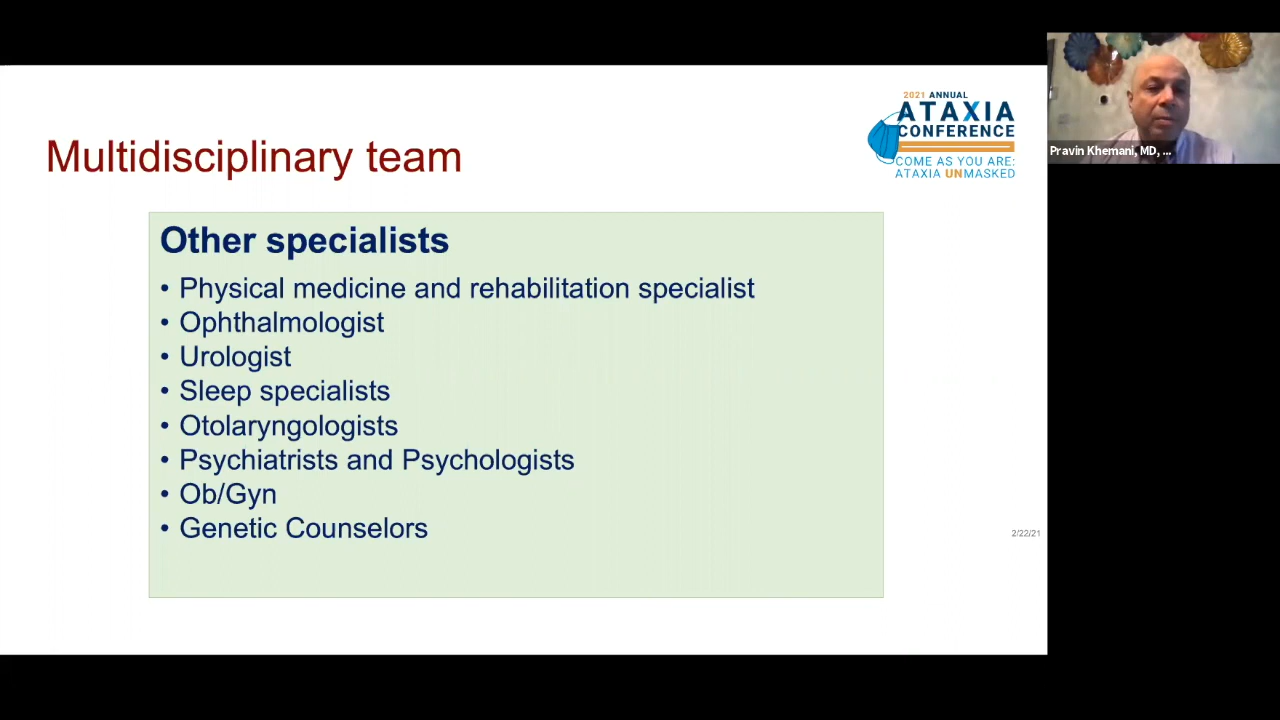 2021 ANNUAL
ATAXIA
CONFERENCE
COME AS YOU ARE:
ATAXIA UNMASKED
Pravin Khemani, MD, ...
Multidisciplinary team
Other specialists
• Physical medicine and rehabilitation specialist
• Ophthalmologist
• Urologist
• Sleep specialists
• Otolaryngologists
• Psychiatrists and Psychologists
• Ob/Gyn
• Genetic Counselors
2/22/21